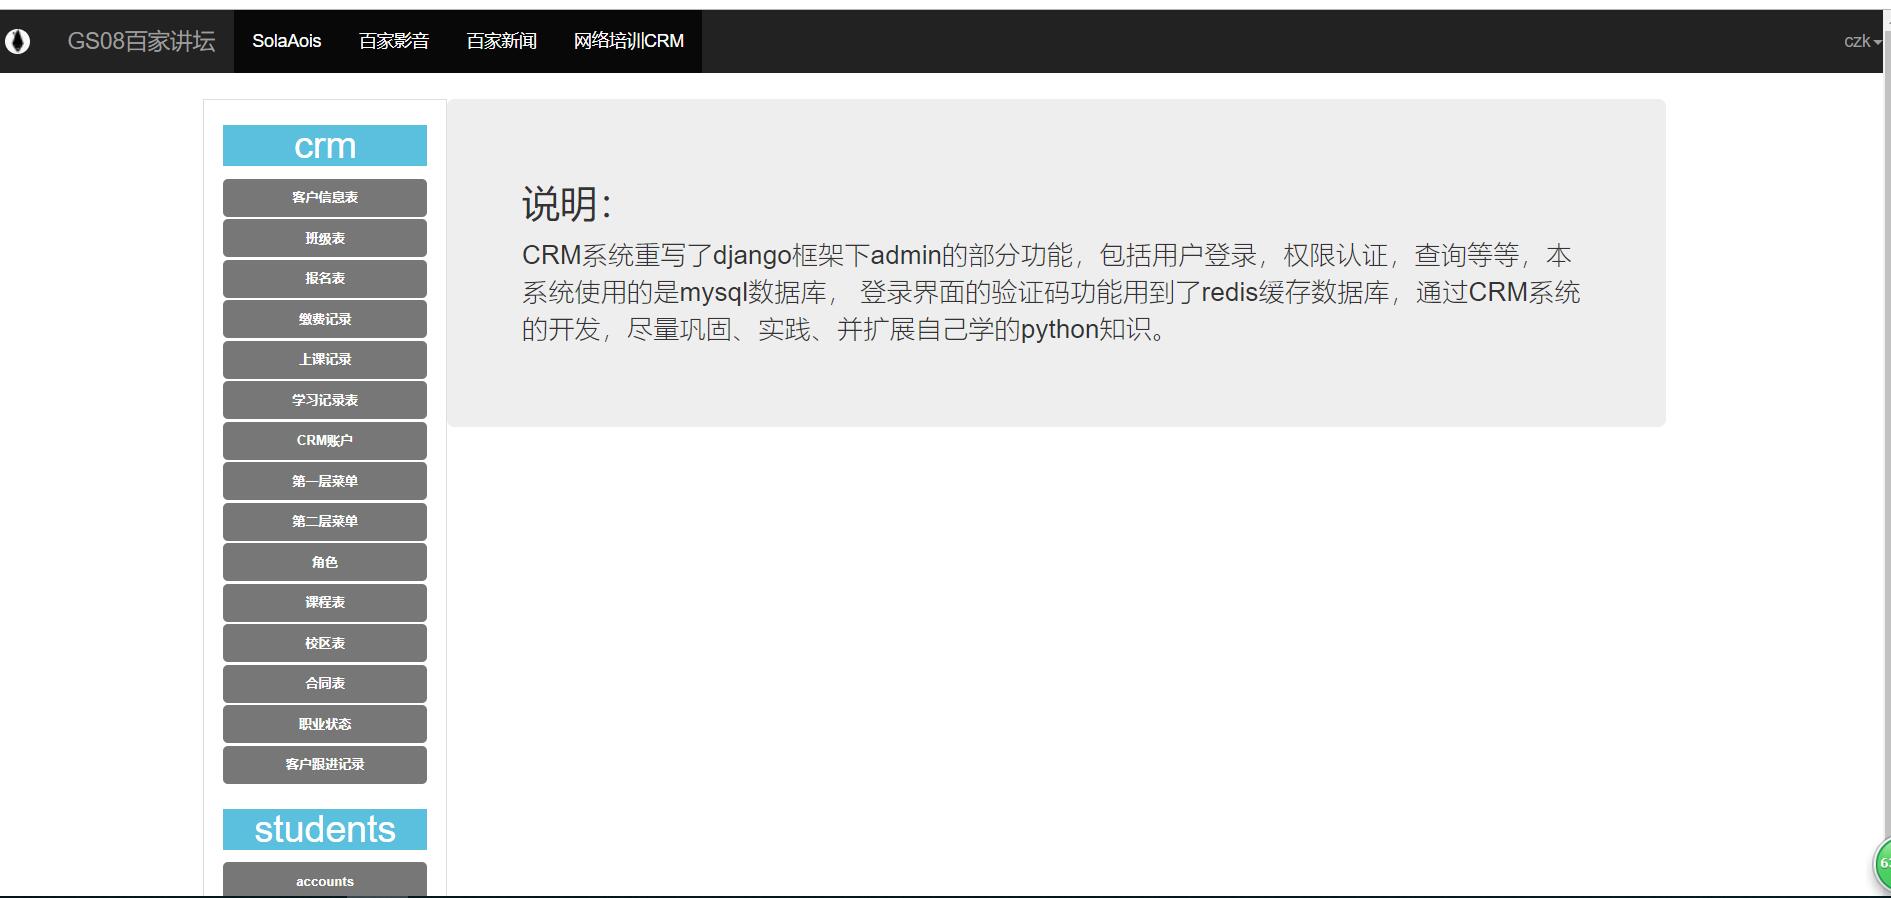 GS08百家讲坛
SolaAois
百家影音
百家新闻
网络培训CRM
czk
crm
客户信息表
班级表
报名表
缴费记录
上课记录
学习记录表
CRM账户
第一层菜单
第二层菜单
角色
课程表
校区表
合同表
职业状态
客户跟进记录
students
accounts
说明：
CRM系统重写了django框架下admin的部分功能，包括用户登录，权限认证，查询等等，本
系统使用的是mysql数据库， 登录界面的验证码功能用到了redis缓存数据库，通过CRM系统
的开发，尽量巩固、实践、并扩展自己学的python知识。